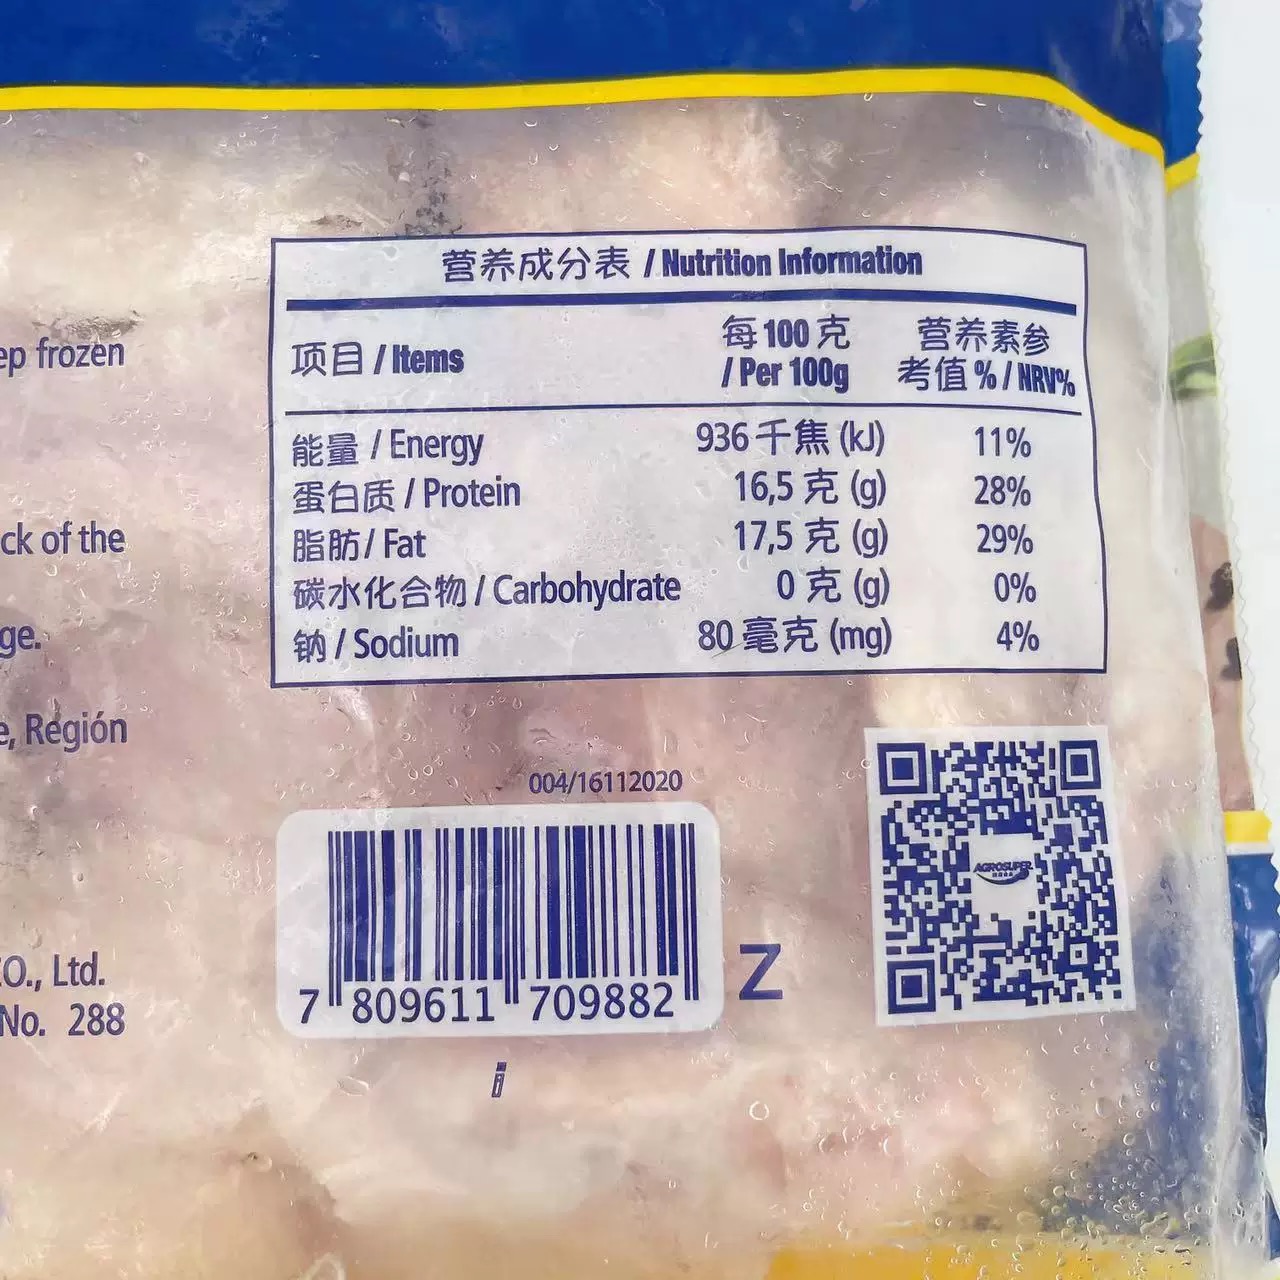 营养成分表 / Nutrition Information
项目 / Items 每100克 / Per 100g 营养素参考值 % / NRV%
能量 / Energy 936 千焦 (kJ) 11%
蛋白质 / Protein 16,5 克 (g) 28%
脂肪 / Fat 17,5 克 (g) 29%
碳水化合物 / Carbohydrate 0 克 (g) 0%
钠 / Sodium 80 毫克 (mg) 4%
ep frozen
ck of the
ge.
e, Región
CO., Ltd.
No. 288
004/16112020
7 809611 709882
Z
i
AGROSUPER